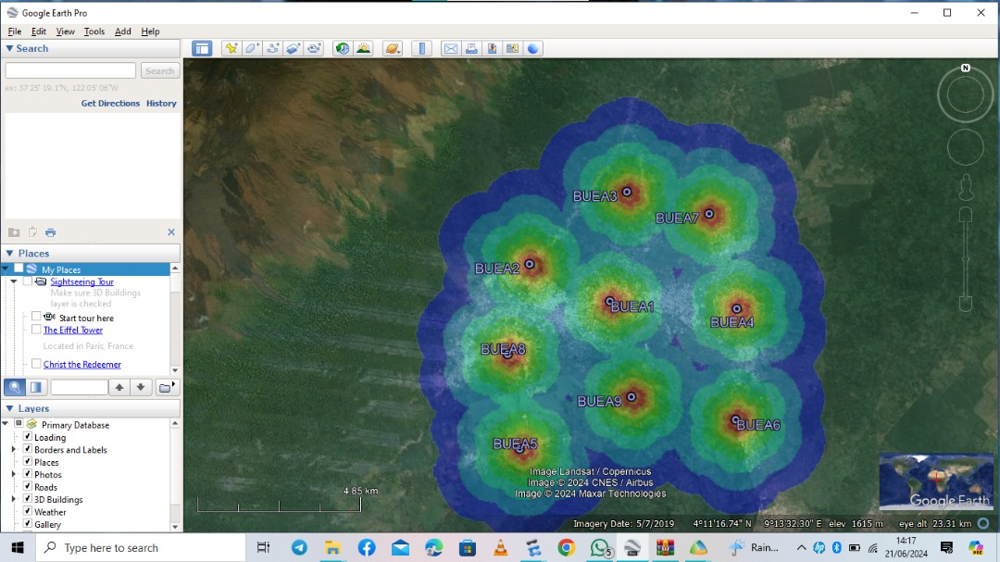 Google Earth Pro
File Edit View Tools Add Help
Search
Search
ex: 37 25' 19.1"N, 122 05' 06"W
Get Directions History
Places
My Places
Sightseeing Tour
Make sure 3D Buildings
layer is checked
Start tour here
The Eiffel Tower
Located in Paris, France
Christ the Redeemer
Layers
Primary Database
Loading
Borders and Labels
Places
Photos
Roads
3D Buildings
Weather
Gallery
N
BUEA3
BUEA7
BUEA2
BUEA1
BUEA4
BUEA8
BUEA9
BUEA6
BUEA5
4.85 km
Image Landsat / Copernicus
Image © 2024 CNES / Airbus
Image © 2024 Maxar Technologies
Google Earth
Imagery Date: 5/7/2019 4°11'16.74" N 9°13'32.30" E elev 1615 m eye alt 23.31 km
Type here to search
5
Rain...
14:17
21/06/2024